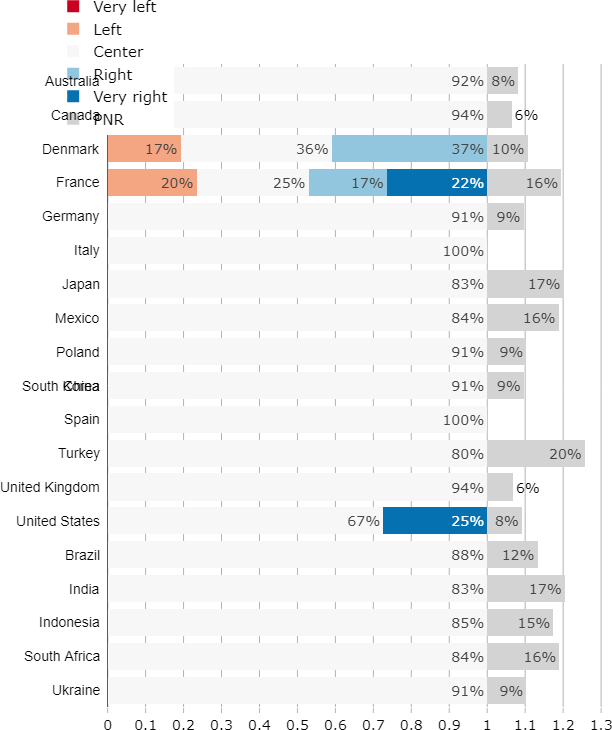 Very left
Left
Center
Right
Very right
PNR
Australia 92% 8%
Canada 94% 6%
Denmark 17% 36% 37% 10%
France 20% 25% 17% 22% 16%
Germany 91% 9%
Italy 100%
Japan 83% 17%
Mexico 84% 16%
Poland 91% 9%
South Korea 91% 9%
Spain 100%
Turkey 80% 20%
United Kingdom 94% 6%
United States 67% 25% 8%
Brazil 88% 12%
India 83% 17%
Indonesia 85% 15%
South Africa 84% 16%
Ukraine 91% 9%
0 0.1 0.2 0.3 0.4 0.5 0.6 0.7 0.8 0.9 1 1.1 1.2 1.3